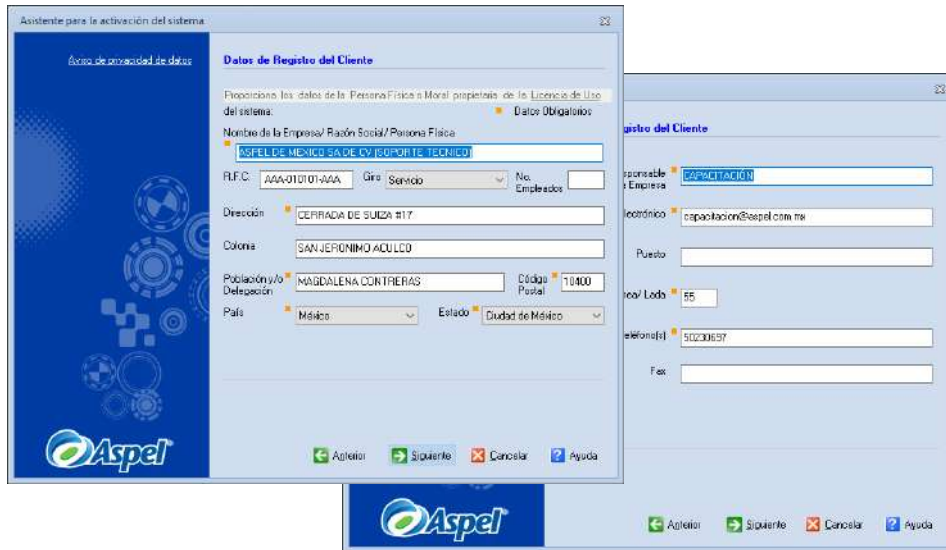 Asistente para la activación del sistema
Aviso de privacidad de datos
Datos de Registro del Cliente
Proporciona los datos de la Persona Física o Moral propietaria de la Licencia de Uso
del sistema:
Datos Obligatorios
Nombre de la Empresa/ Razón Social/ Persona Física
ASPEL DE MEXICO SA DE CV (SOPORTE TECNICO)
R.F.C. AAA-010101-AAA Giro Servicio No.
Empleados
Dirección CERRADA DE SUIZA #17
Colonia SAN JERONIMO ACULCO
Población y/o
Delegación MAGDALENA CONTRERAS Código
Postal 10400
País México Estado Ciudad de México
Aspel
Anterior Siguiente Cancelar Ayuda
gistro del Cliente
sponsable
Empresa CAPACITACIÓN
lectrónico capacitacion@aspel.com.mx
Puesto
rea/ Lada 55
eléfono(s) 50230697
Fax
Aspel
Anterior Siguiente Cancelar Ayuda